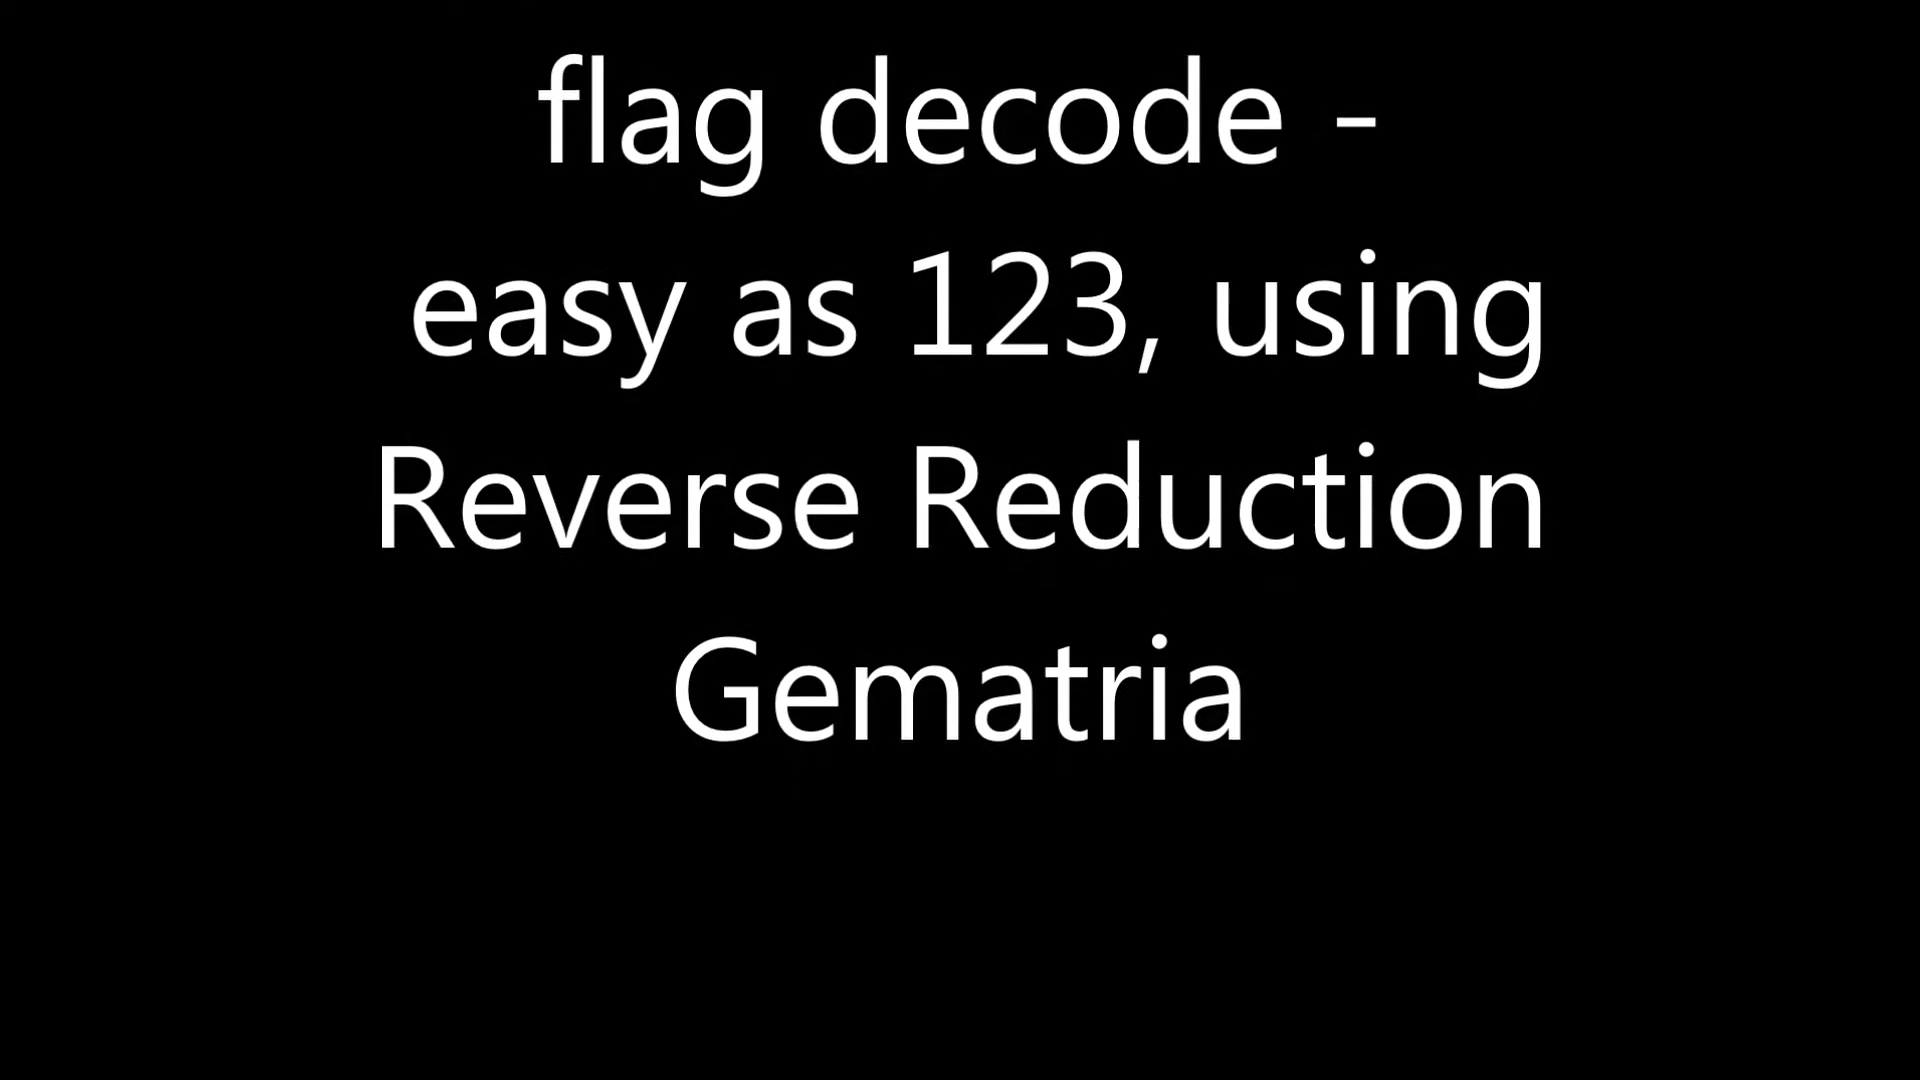 flag decode -
easy as 123, using
Reverse Reduction
Gematria